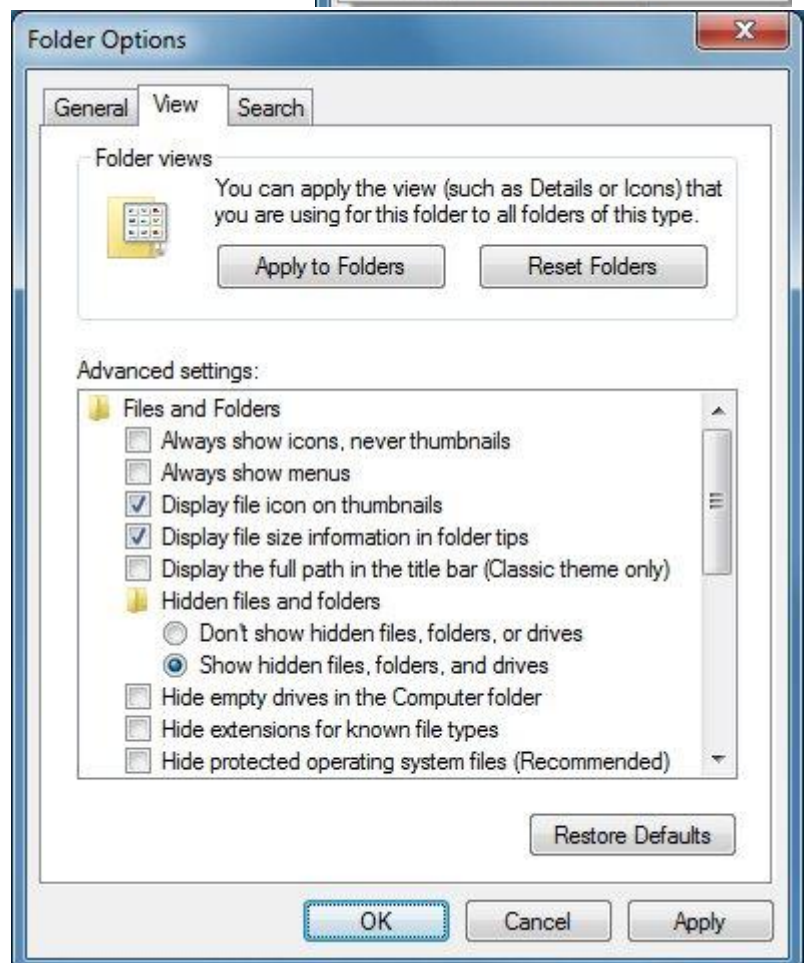 Folder Options
General View Search
Folder views
You can apply the view (such as Details or Icons) that
you are using for this folder to all folders of this type.
Apply to Folders Reset Folders
Advanced settings:
Files and Folders
Always show icons, never thumbnails
Always show menus
Display file icon on thumbnails
Display file size information in folder tips
Display the full path in the title bar (Classic theme only)
Hidden files and folders
Don't show hidden files, folders, or drives
Show hidden files, folders, and drives
Hide empty drives in the Computer folder
Hide extensions for known file types
Hide protected operating system files (Recommended)
Restore Defaults
OK Cancel Apply